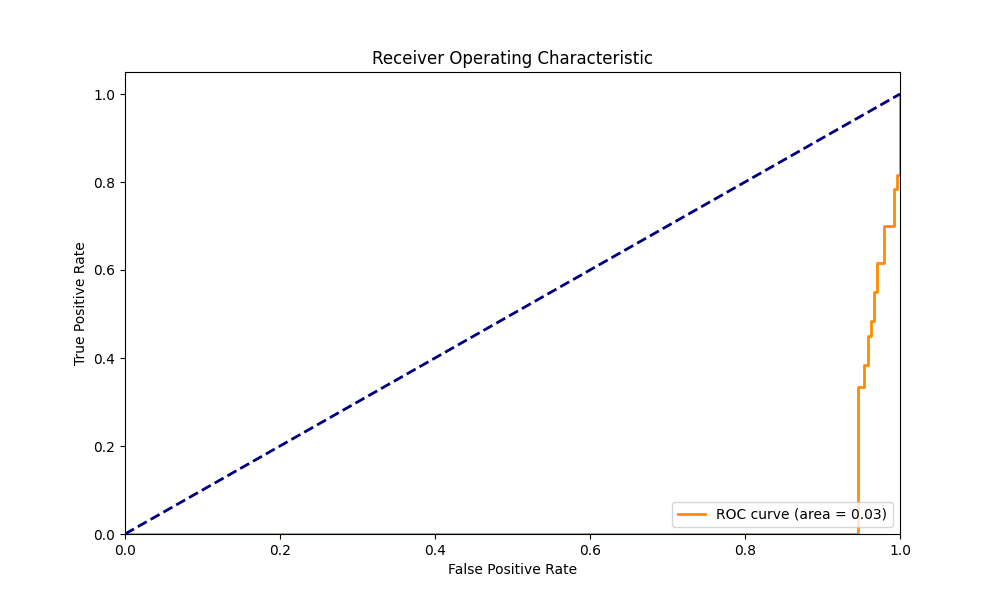 Receiver Operating Characteristic
1.0
0.8
0.6
0.4
0.2
0.0
True Positive Rate
ROC curve (area = 0.03)
0.0 0.2 0.4 0.6 0.8 1.0
False Positive Rate